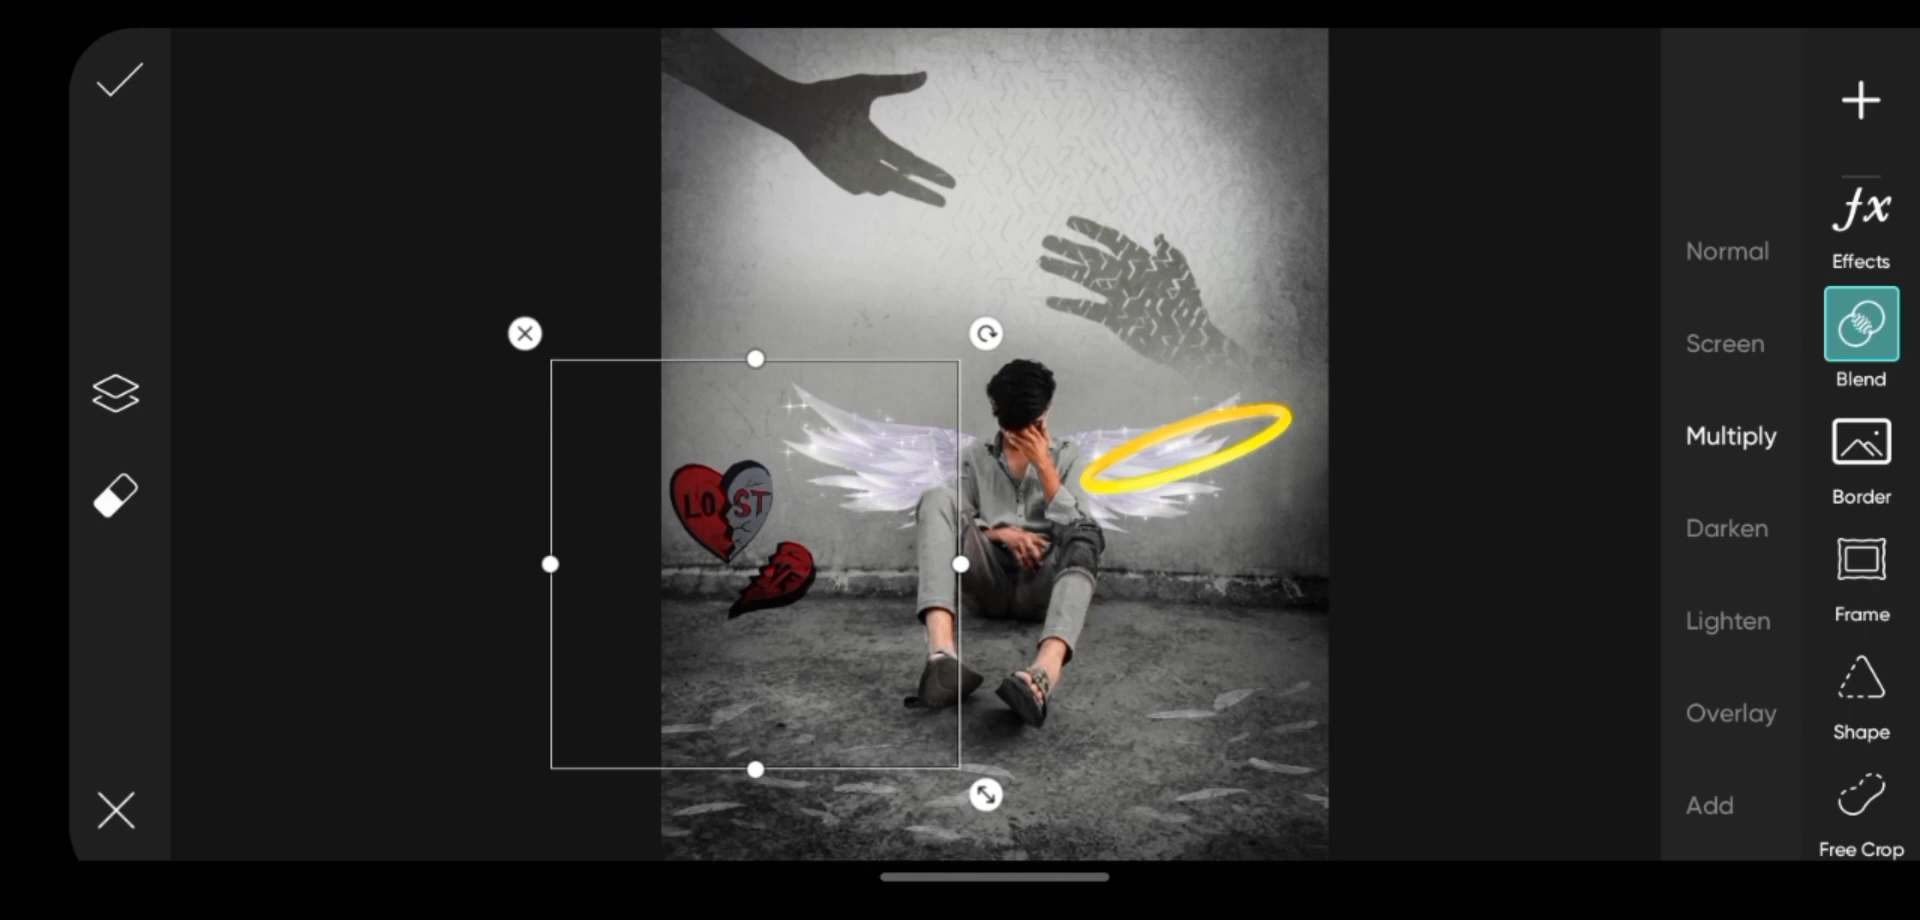 Effects
Blend
Border
Frame
Shape
Free Crop
Normal
Screen
Multiply
Darken
Lighten
Overlay
Add
LO ST
VE